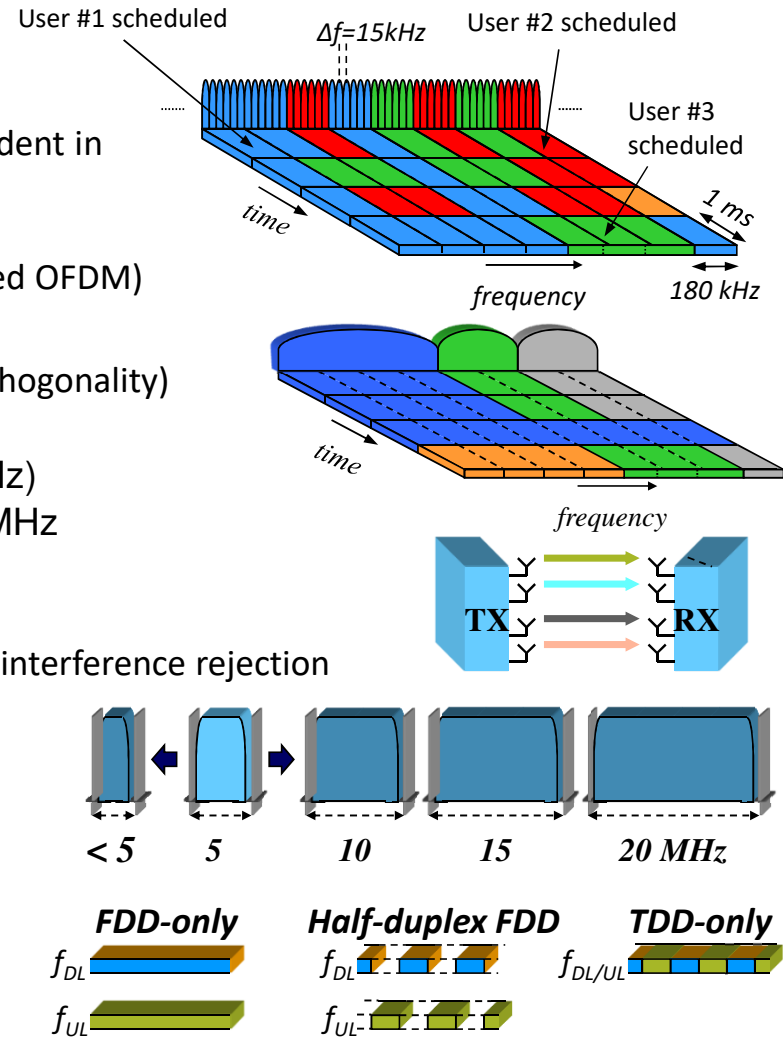 User #1 scheduled
Δf=15kHz
User #2 scheduled
........
........
User #3
scheduled
dent in
time
1 ms
ed OFDM)
frequency
180 kHz
hogonality)
time
lz)
frequency
MHz
TX
RX
interference rejection
< 5
5
10
15
20 MHz
FDD-only
Half-duplex FDD
TDD-only
fDL
fDL
fDL/UL
fUL
fUL